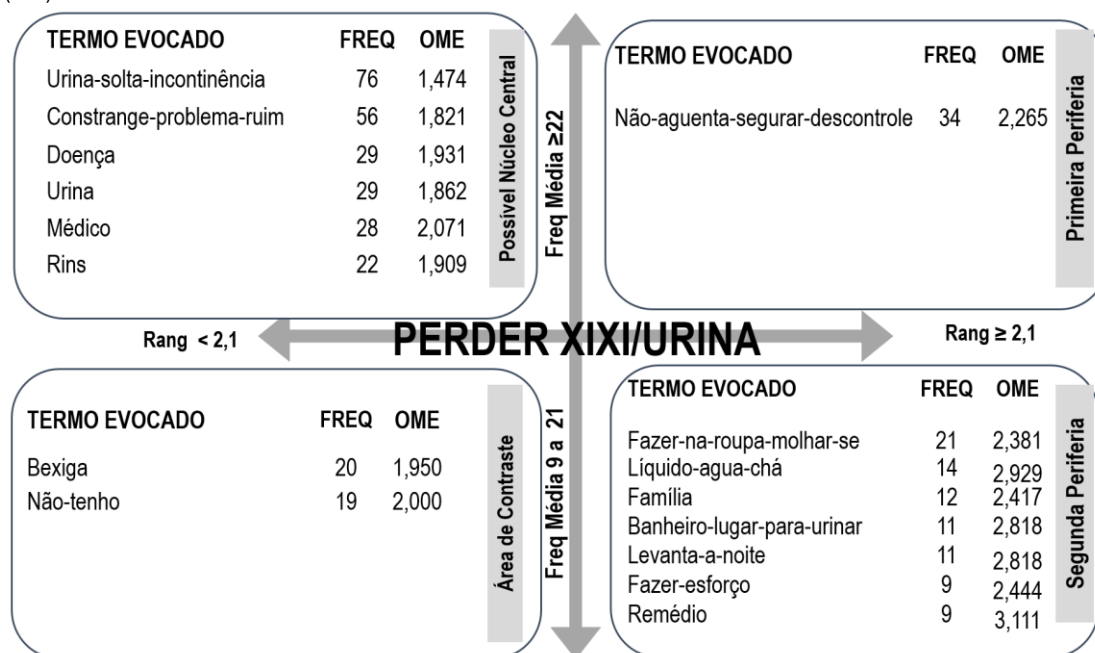 TERMO EVOCADO FREQ OME
Urina-solta-incontinência 76 1,474
Constrange-problema-ruim 56 1,821
Doença 29 1,931
Urina 29 1,862
Médico 28 2,071
Rins 22 1,909
Possível Núcleo Central
Freq Média ≥22
TERMO EVOCADO FREQ OME
Não-aguenta-segurar-descontrole 34 2,265
Primeira Periferia
Rang < 2,1
PERDER XIXI/URINA
Rang ≥ 2,1
TERMO EVOCADO FREQ OME
Bexiga 20 1,950
Não-tenho 19 2,000
Área de Contraste
Freq Média 9 a 21
TERMO EVOCADO FREQ OME
Fazer-na-roupa-molhar-se 21 2,381
Líquido-agua-chá 14 2,929
Família 12 2,417
Banheiro-lugar-para-urinar 11 2,818
Levanta-a-noite 11 2,818
Fazer-esforço 9 2,444
Remédio 9 3,111
Segunda Periferia